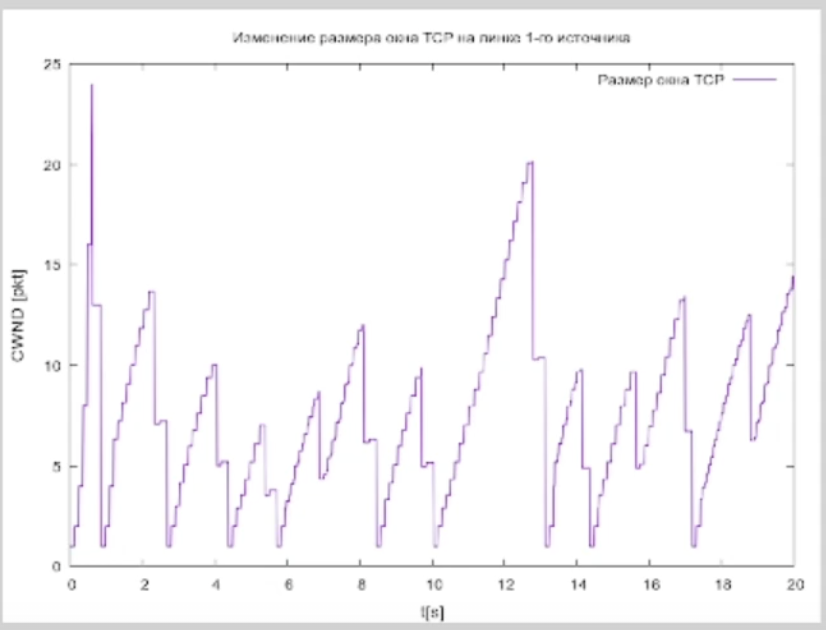 Изменение размера окна TCP на линке 1-го источника
25
Размер окна TCP
20
15
CWND [pkt]
10
5
0
0 2 4 6 8 10 12 14 16 18 20
t[s]